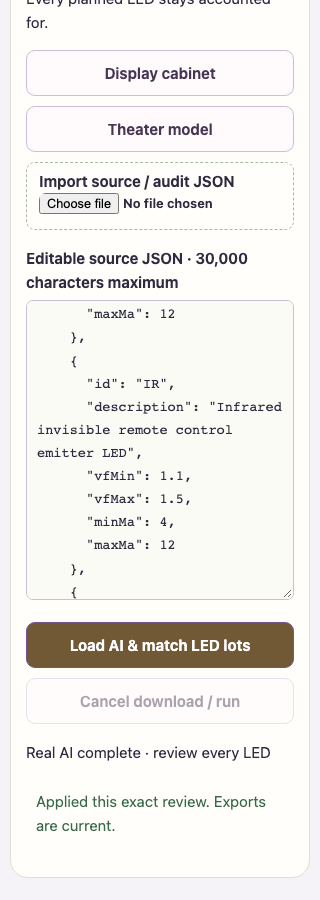 Every planned LED stays accounted
for.
Display cabinet
Theater model
Import source / audit JSON
Choose file No file chosen
Editable source JSON · 30,000
characters maximum
"maxMa": 12
},
{
"id": "IR",
"description": "Infrared
invisible remote control
emitter LED",
"vfMin": 1.1,
"vfMax": 1.5,
"minMa": 4,
"maxMa": 12
},
{
Load AI & match LED lots
Cancel download / run
Real AI complete · review every LED
Applied this exact review. Exports
are current.